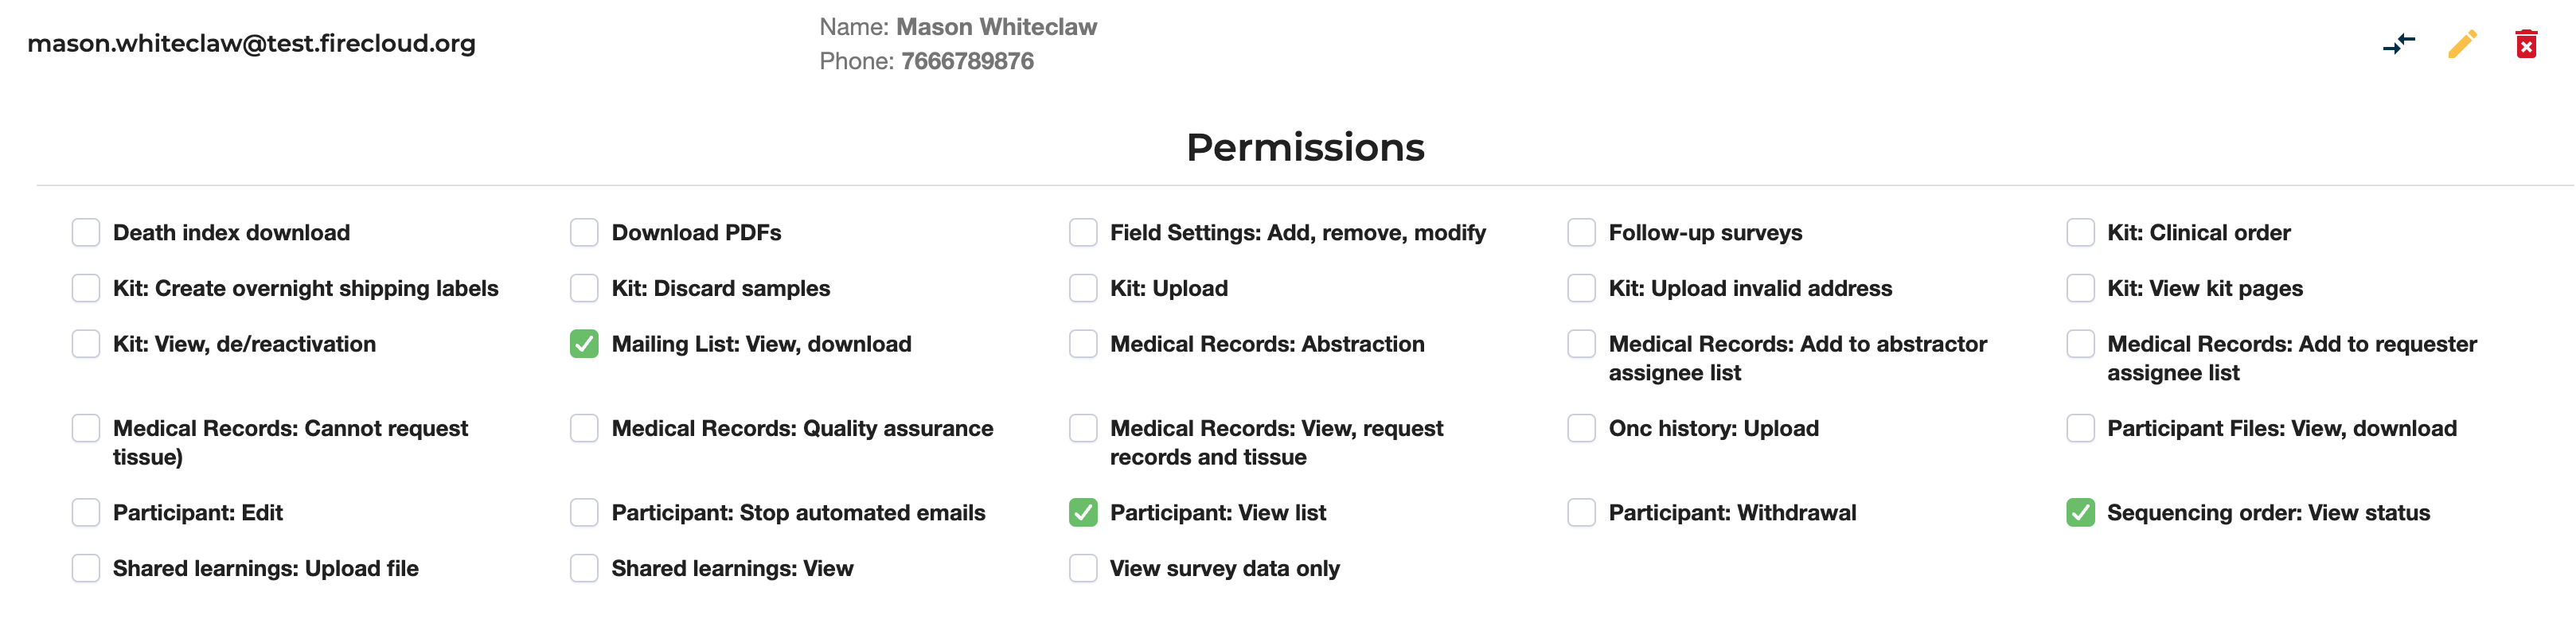 mason.whiteclaw@test.firecloud.org
Name: Mason Whiteclaw
Phone: 7666789876
Permissions
Death index download
Download PDFs
Field Settings: Add, remove, modify
Follow-up surveys
Kit: Clinical order
Kit: Create overnight shipping labels
Kit: Discard samples
Kit: Upload
Kit: Upload invalid address
Kit: View kit pages
Kit: View, de/reactivation
Mailing List: View, download
Medical Records: Abstraction
Medical Records: Add to abstractor
assignee list
Medical Records: Add to requester
assignee list
Medical Records: Cannot request
tissue)
Medical Records: Quality assurance
Medical Records: View, request
records and tissue
Onc history: Upload
Participant Files: View, download
Participant: Edit
Participant: Stop automated emails
Participant: View list
Participant: Withdrawal
Sequencing order: View status
Shared learnings: Upload file
Shared learnings: View
View survey data only